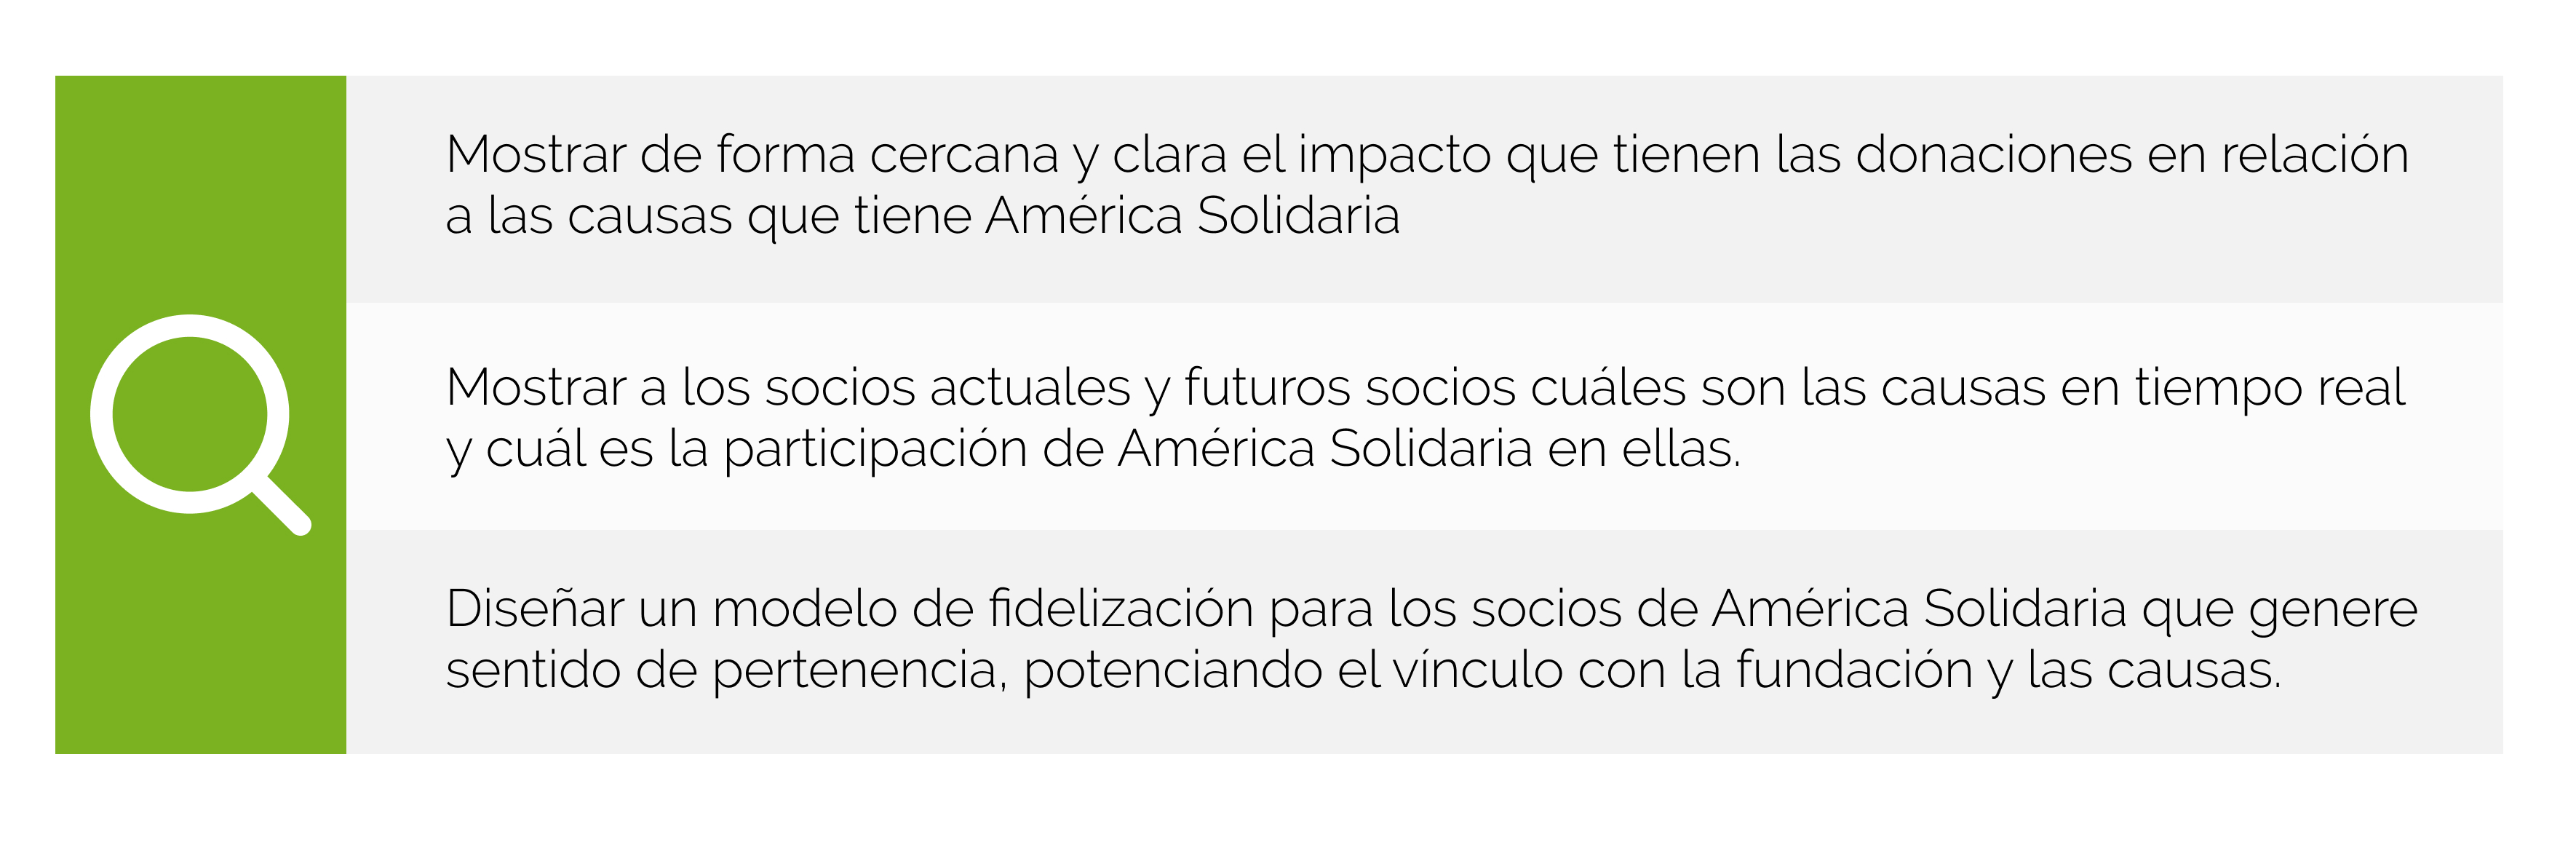 Mostrar de forma cercana y clara el impacto que tienen las donaciones en relación
a las causas que tiene América Solidaria
Mostrar a los socios actuales y futuros socios cuáles son las causas en tiempo real
y cuál es la participación de América Solidaria en ellas.
Diseñar un modelo de fidelización para los socios de América Solidaria que genere
sentido de pertenencia, potenciando el vínculo con la fundación y las causas.